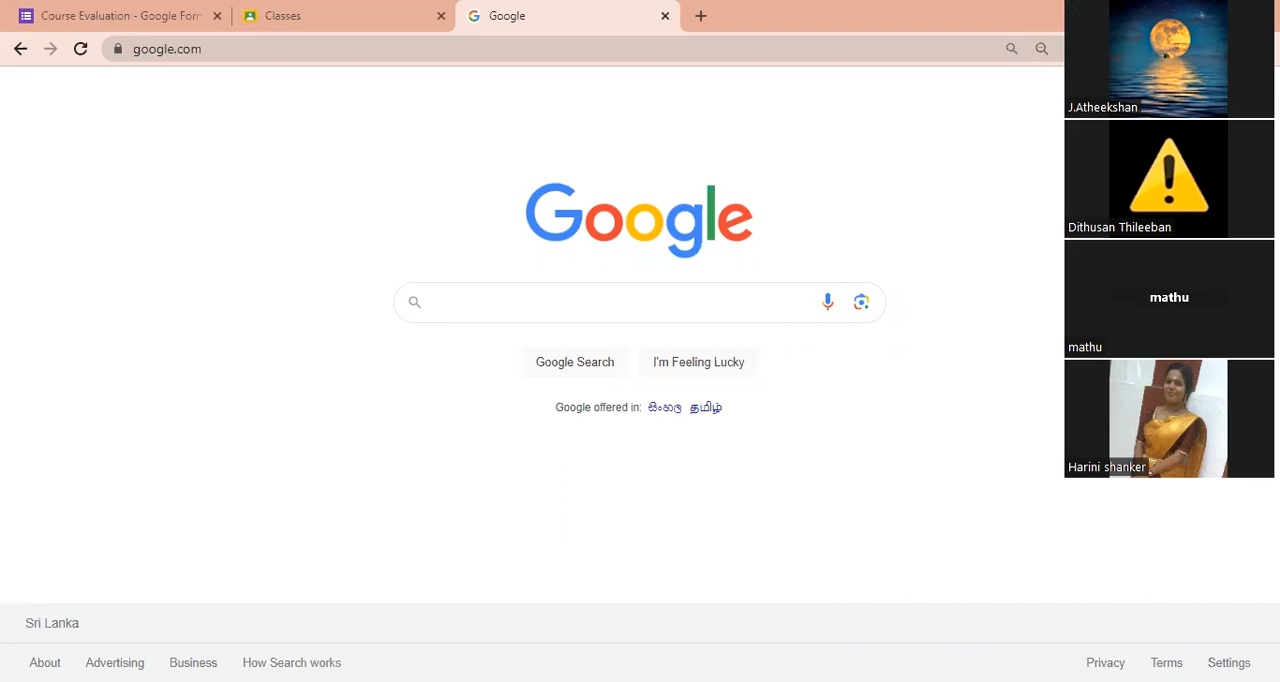 Course Evaluation - Google Form
Classes
Google
google.com
Google
Google Search
I'm Feeling Lucky
Google offered in: සිංහල தமிழ்
Sri Lanka
About
Advertising
Business
How Search works
Privacy
Terms
Settings
J.Atheekshan
Dithusan Thileeban
mathu
mathu
Harini shanker